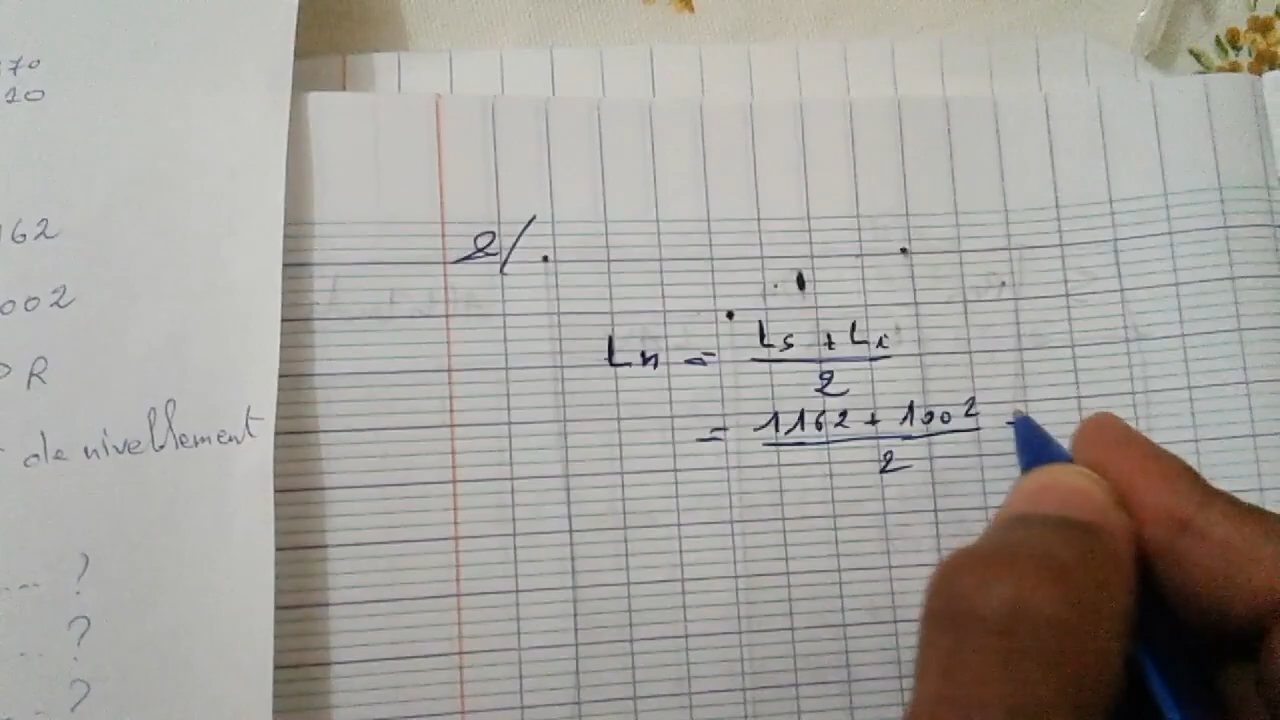 70
10
162
002
R
de nivellement
... ?
.. ?
?
2/.
Ln = Ls + Li
2
= 1162 + 1002
2